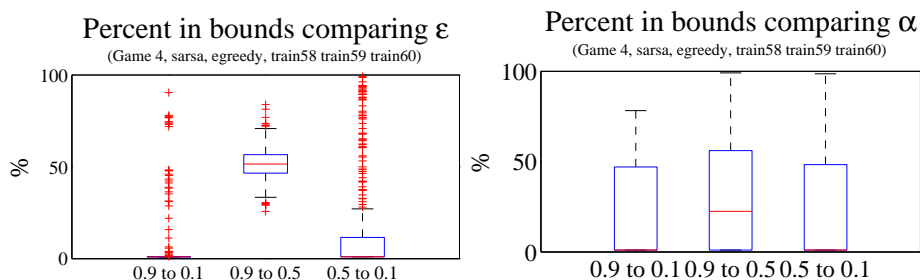 Percent in bounds comparing ε
(Game 4, sarsa, egreedy, train58 train59 train60)
100
50
0
%
0.9 to 0.1 0.9 to 0.5 0.5 to 0.1
Percent in bounds comparing α
(Game 4, sarsa, egreedy, train58 train59 train60)
100
50
0
%
0.9 to 0.1 0.9 to 0.5 0.5 to 0.1